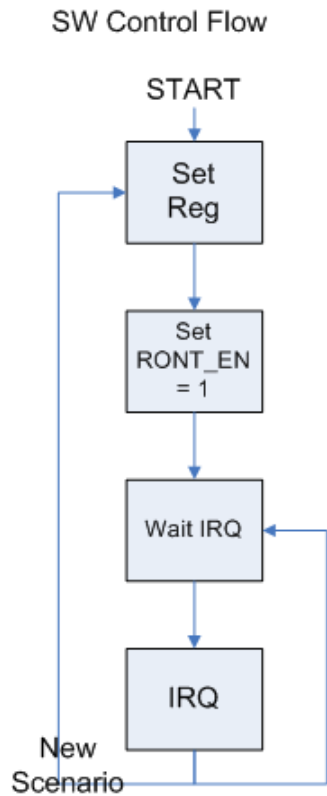 SW Control Flow
START
Set
Reg
Set
RONT_EN
= 1
Wait IRQ
IRQ
New
Scenario